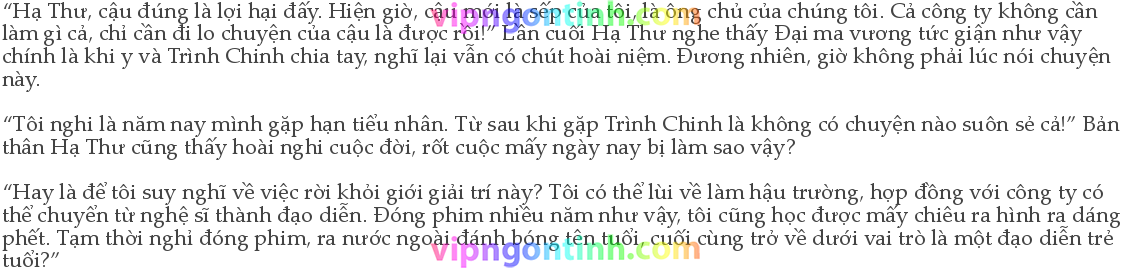 “Hạ Thư, cậu đúng là lợi hại đấy. Hiện giờ, cậu mới là sếp của tôi, là ông chủ của chúng tôi. Cả công ty không cần
làm gì cả, chỉ cần đi lo chuyện của cậu là được rồi!” Lần cuối Hạ Thư nghe thấy Đại ma vương tức giận như vậy
chính là khi y và Trình Chinh chia tay, nghĩ lại vẫn có chút hoài niệm. Đương nhiên, giờ không phải lúc nói chuyện
này.
“Tôi nghi là năm nay mình gặp hạn tiểu nhân. Từ sau khi gặp Trình Chinh là không có chuyện nào suôn sẻ cả!” Bản
thân Hạ Thư cũng thấy hoài nghi cuộc đời, rốt cuộc mấy ngày nay bị làm sao vậy?
“Hay là để tôi suy nghĩ về việc rời khỏi giới giải trí này? Tôi có thể lùi về làm hậu trường, hợp đồng với công ty có
thể chuyển từ nghệ sĩ thành đạo diễn. Đóng phim nhiều năm như vậy, tôi cũng học được mấy chiêu ra hình ra dáng
phết. Tạm thời nghỉ đóng phim, ra nước ngoài đánh bóng tên tuổi, cuối cùng trở về dưới vai trò là một đạo diễn trẻ
tuổi?”
vipngontinh.com
vipngontinh.com